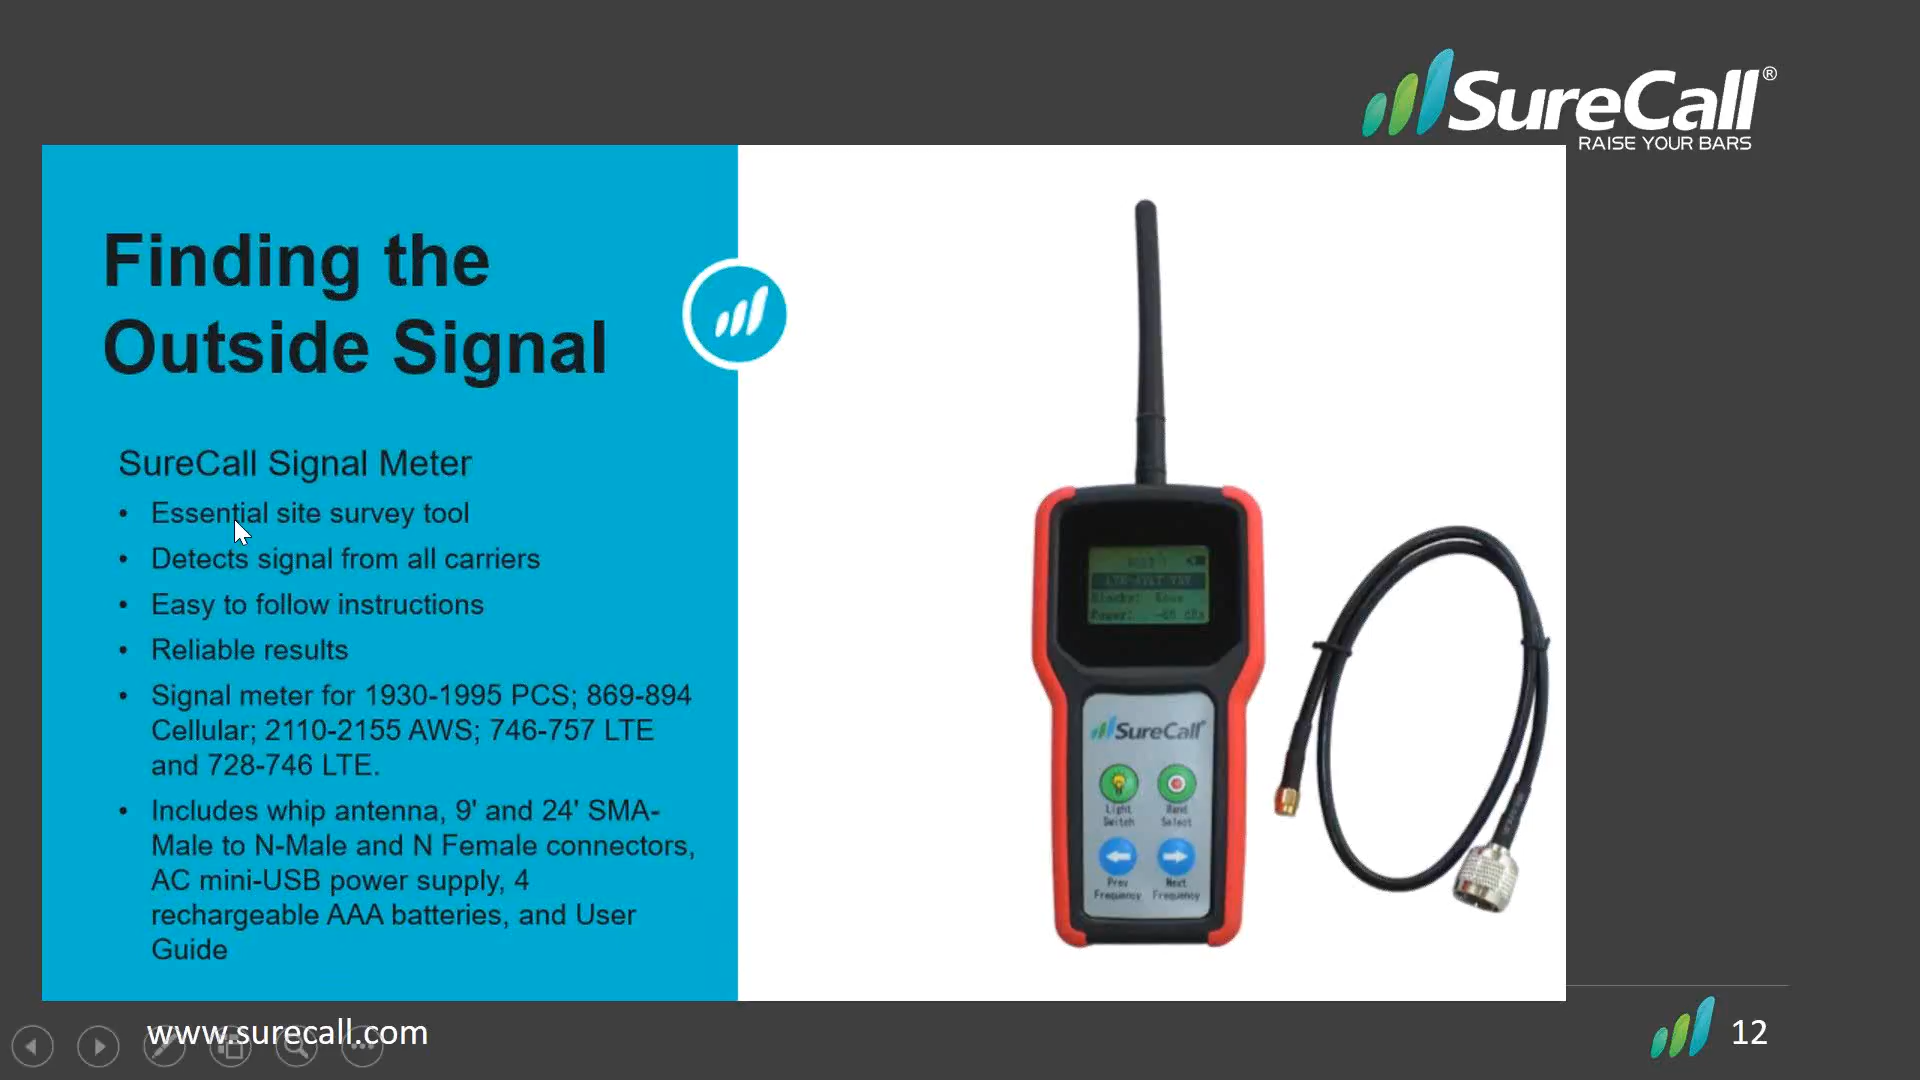 SureCall®
RAISE YOUR BARS
Finding the
Outside Signal
SureCall Signal Meter
• Essential site survey tool
• Detects signal from all carriers
• Easy to follow instructions
• Reliable results
• Signal meter for 1930-1995 PCS; 869-894
Cellular; 2110-2155 AWS; 746-757 LTE
and 728-746 LTE.
• Includes whip antenna, 9' and 24' SMA-
Male to N-Male and N Female connectors,
AC mini-USB power supply, 4
rechargeable AAA batteries, and User
Guide
Power:
SureCall
Light
Switch
Band
Select
Prev
Frequency
Next
Frequency
www.surecall.com
12